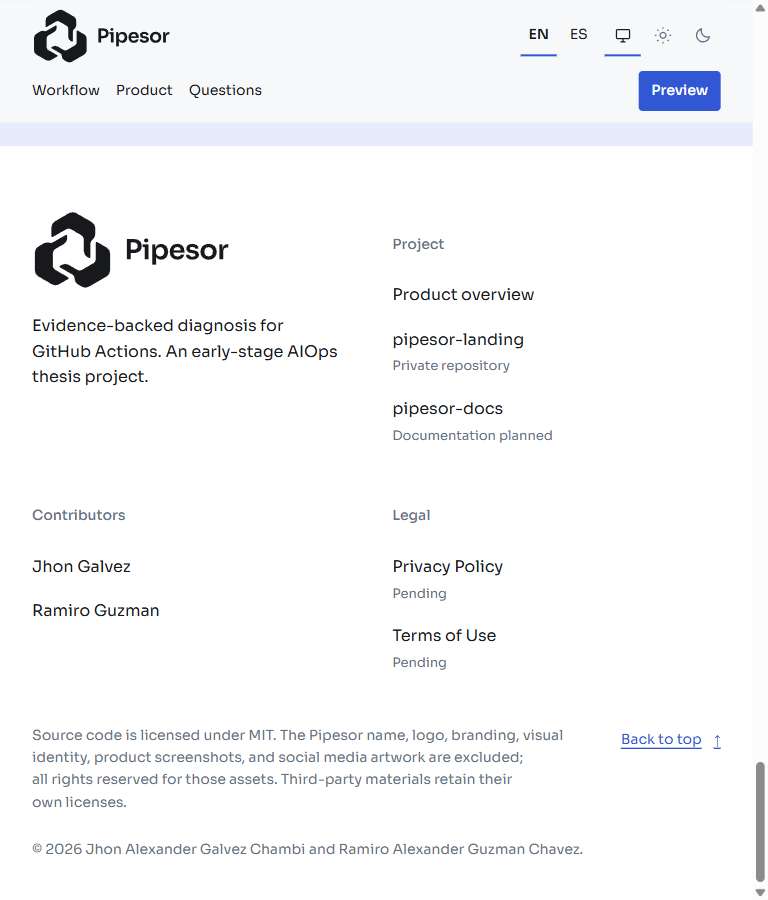 Pipesor
EN ES
Workflow Product Questions
Preview
Pipesor
Evidence-backed diagnosis for
GitHub Actions. An early-stage AIOps
thesis project.
Project
Product overview
pipesor-landing
Private repository
pipesor-docs
Documentation planned
Contributors
Jhon Galvez
Ramiro Guzman
Legal
Privacy Policy
Pending
Terms of Use
Pending
Source code is licensed under MIT. The Pipesor name, logo, branding, visual
identity, product screenshots, and social media artwork are excluded;
all rights reserved for those assets. Third-party materials retain their
own licenses.
Back to top ↑
© 2026 Jhon Alexander Galvez Chambi and Ramiro Alexander Guzman Chavez.